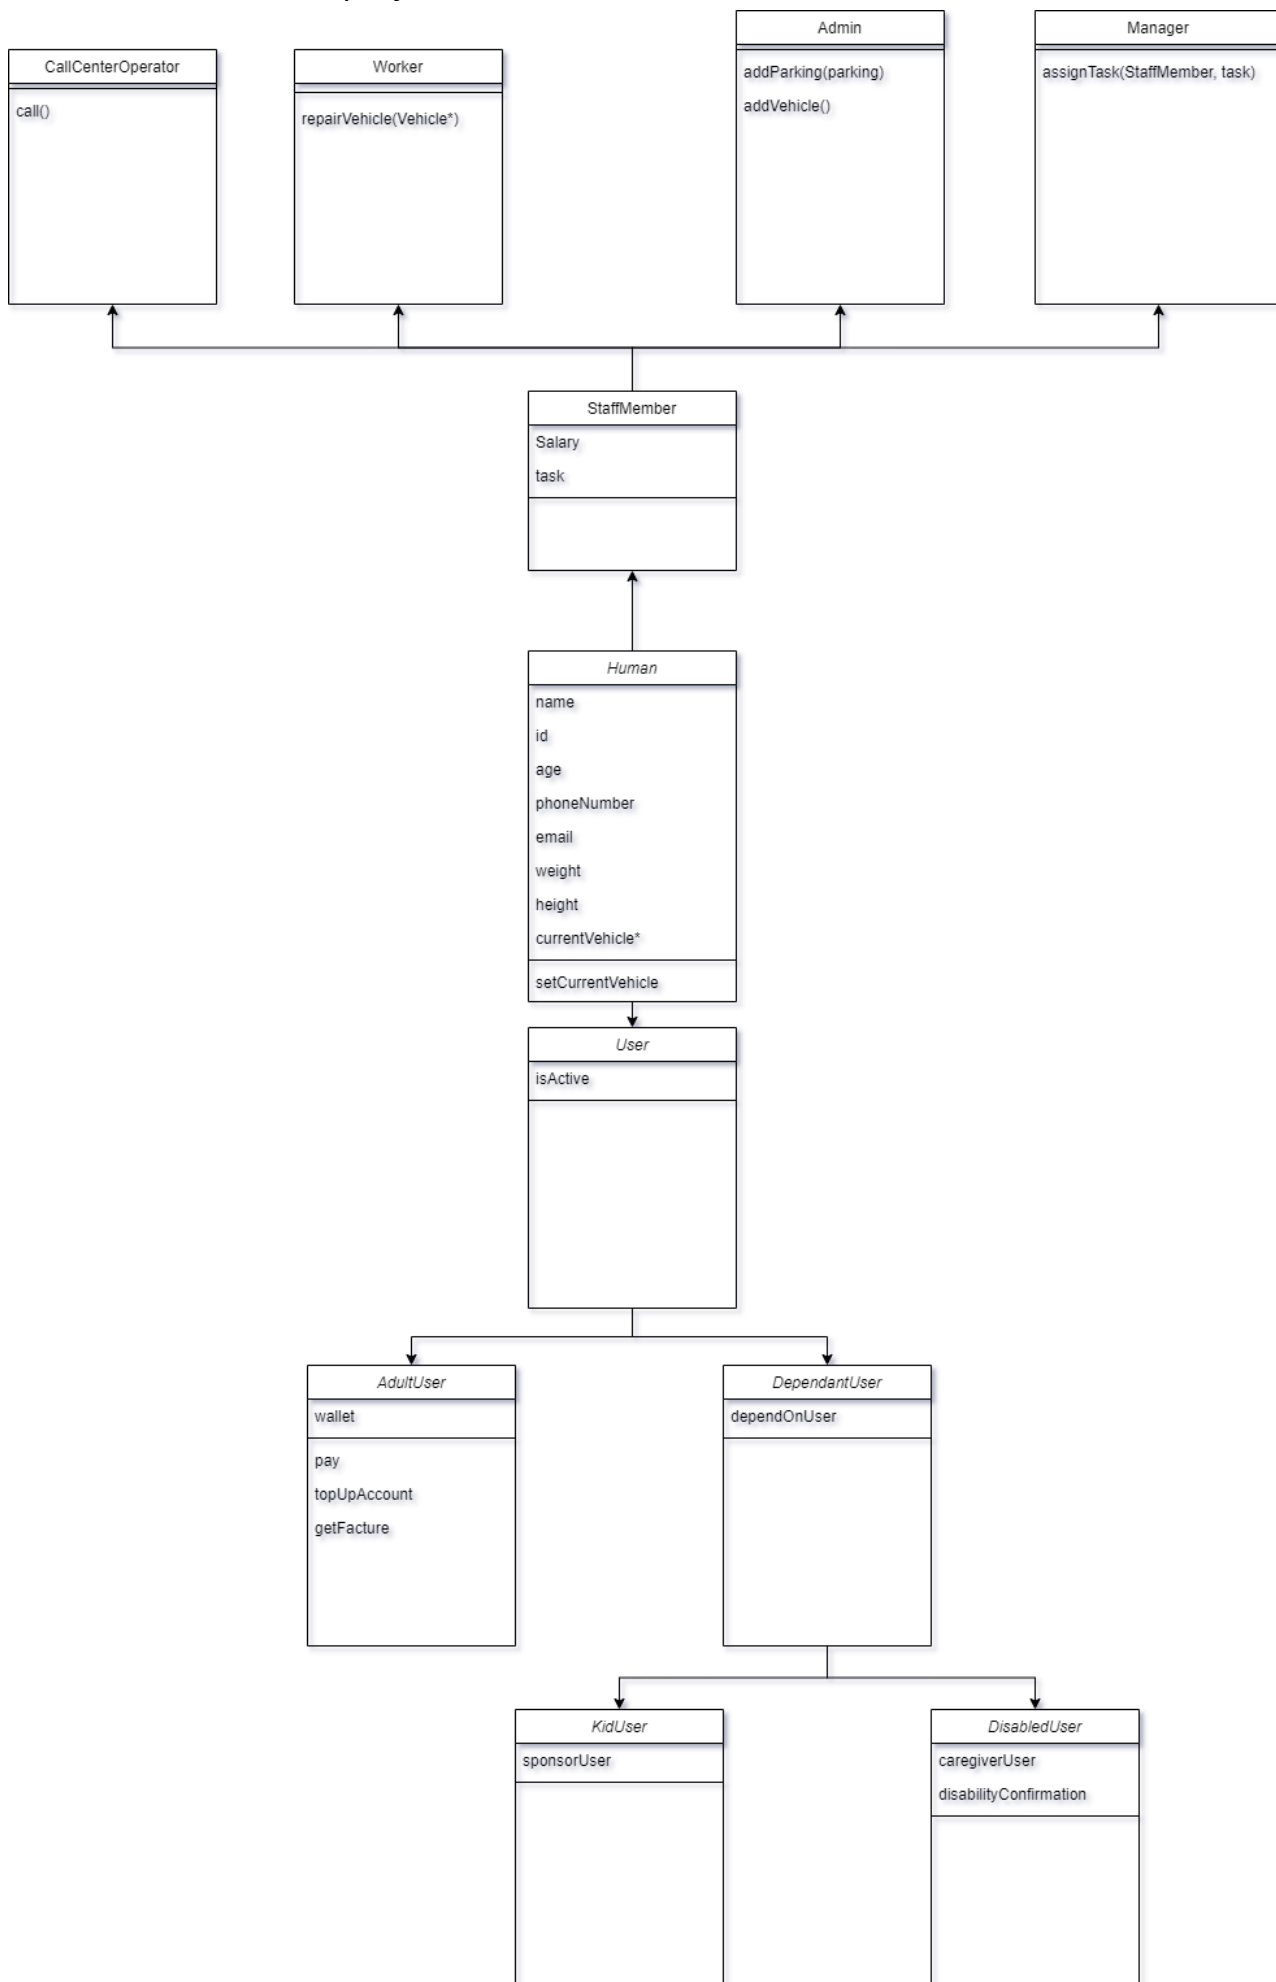 CallCenterOperator
call()
Worker
repairVehicle(Vehicle*)
Admin
addParking(parking)
addVehicle()
Manager
assignTask(StaffMember, task)
StaffMember
Salary
task
Human
name
id
age
phoneNumber
email
weight
height
currentVehicle*
setCurrentVehicle
User
isActive
AdultUser
wallet
pay
topUpAccount
getFacture
DependantUser
dependOnUser
KidUser
sponsorUser
DisabledUser
caregiverUser
disabilityConfirmation